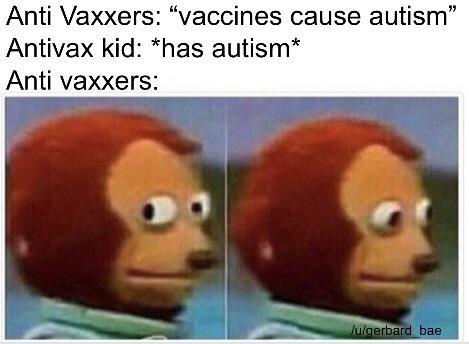 Anti Vaxxers: “vaccines cause autism”
Antivax kid: *has autism*
Anti vaxxers:
/u/gerbard_bae